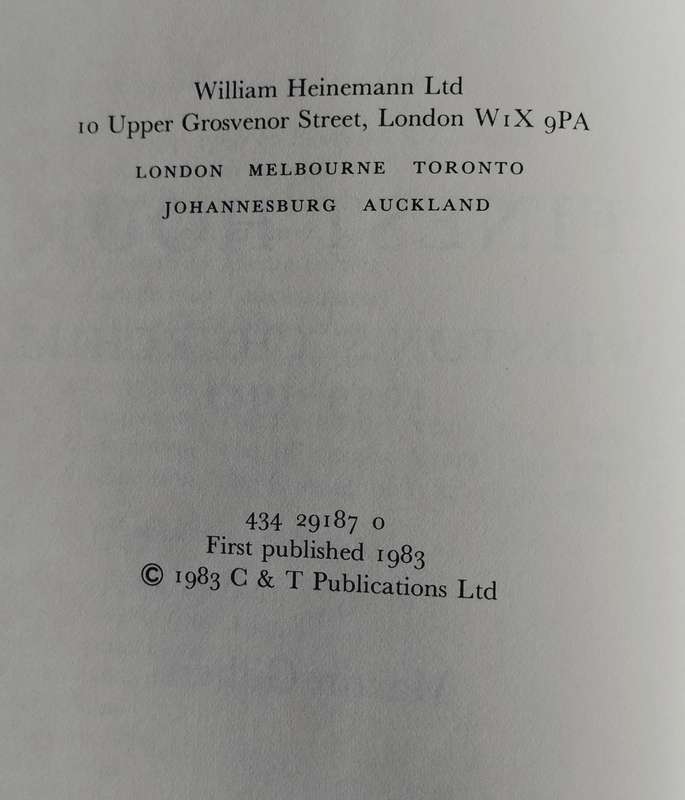 William Heinemann Ltd
10 Upper Grosvenor Street, London W1X 9PA
LONDON MELBOURNE TORONTO
JOHANNESBURG AUCKLAND
434 29187 0
First published 1983
© 1983 C & T Publications Ltd